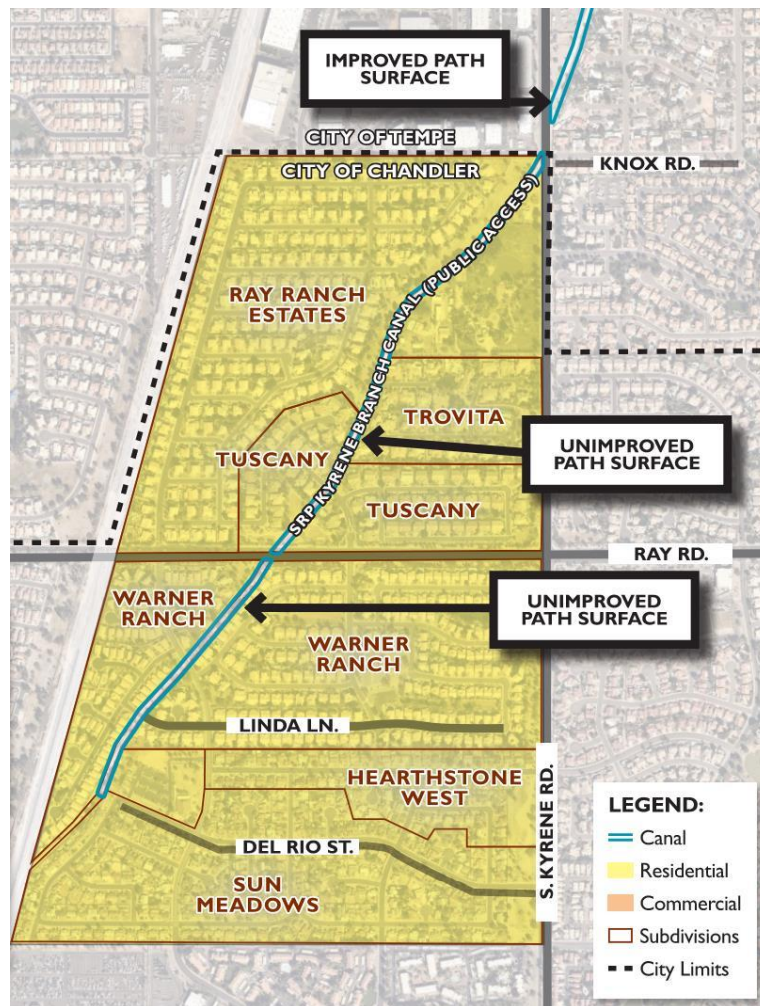 IMPROVED PATH
SURFACE
CITY OF TEMPE
CITY OF CHANDLER
KNOX RD.
SRP KYRENE BRANCH CANAL (PUBLIC ACCESS)
RAY RANCH
ESTATES
TROVITA
TUSCANY
UNIMPROVED
PATH SURFACE
TUSCANY
RAY RD.
WARNER
RANCH
UNIMPROVED
PATH SURFACE
WARNER
RANCH
LINDA LN.
HEARTHSTONE
WEST
S. KYRENE RD.
DEL RIO ST.
SUN
MEADOWS
LEGEND:
Canal
Residential
Commercial
Subdivisions
City Limits